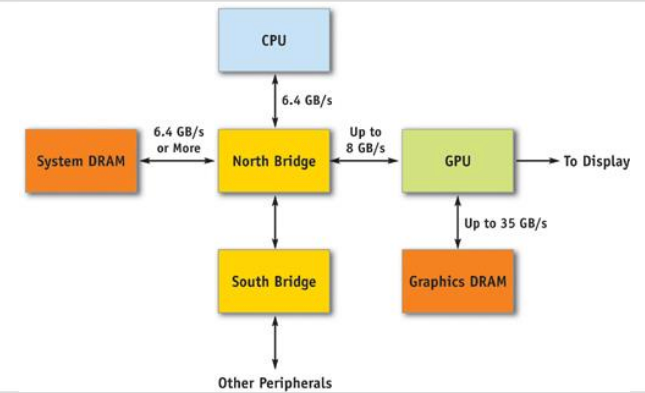 CPU
6.4 GB/s
6.4 GB/s
or More
Up to
8 GB/s
System DRAM
North Bridge
GPU
To Display
Up to 35 GB/s
South Bridge
Graphics DRAM
Other Peripherals